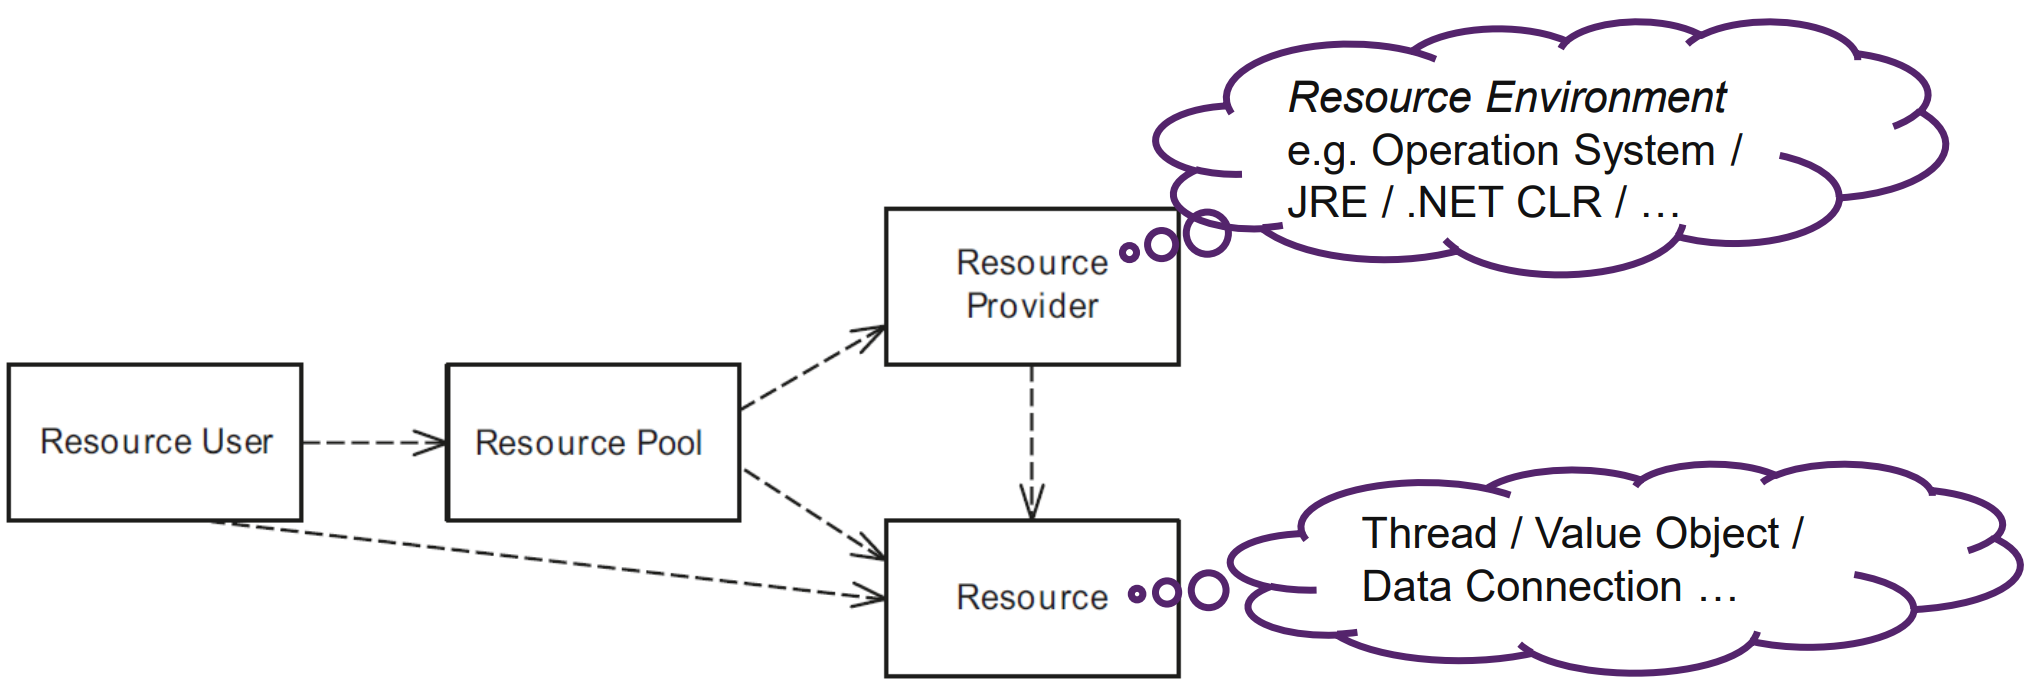 Resource Environment
e.g. Operation System /
JRE / .NET CLR / …
Resource
Provider
Resource User
Resource Pool
Thread / Value Object /
Data Connection …
Resource